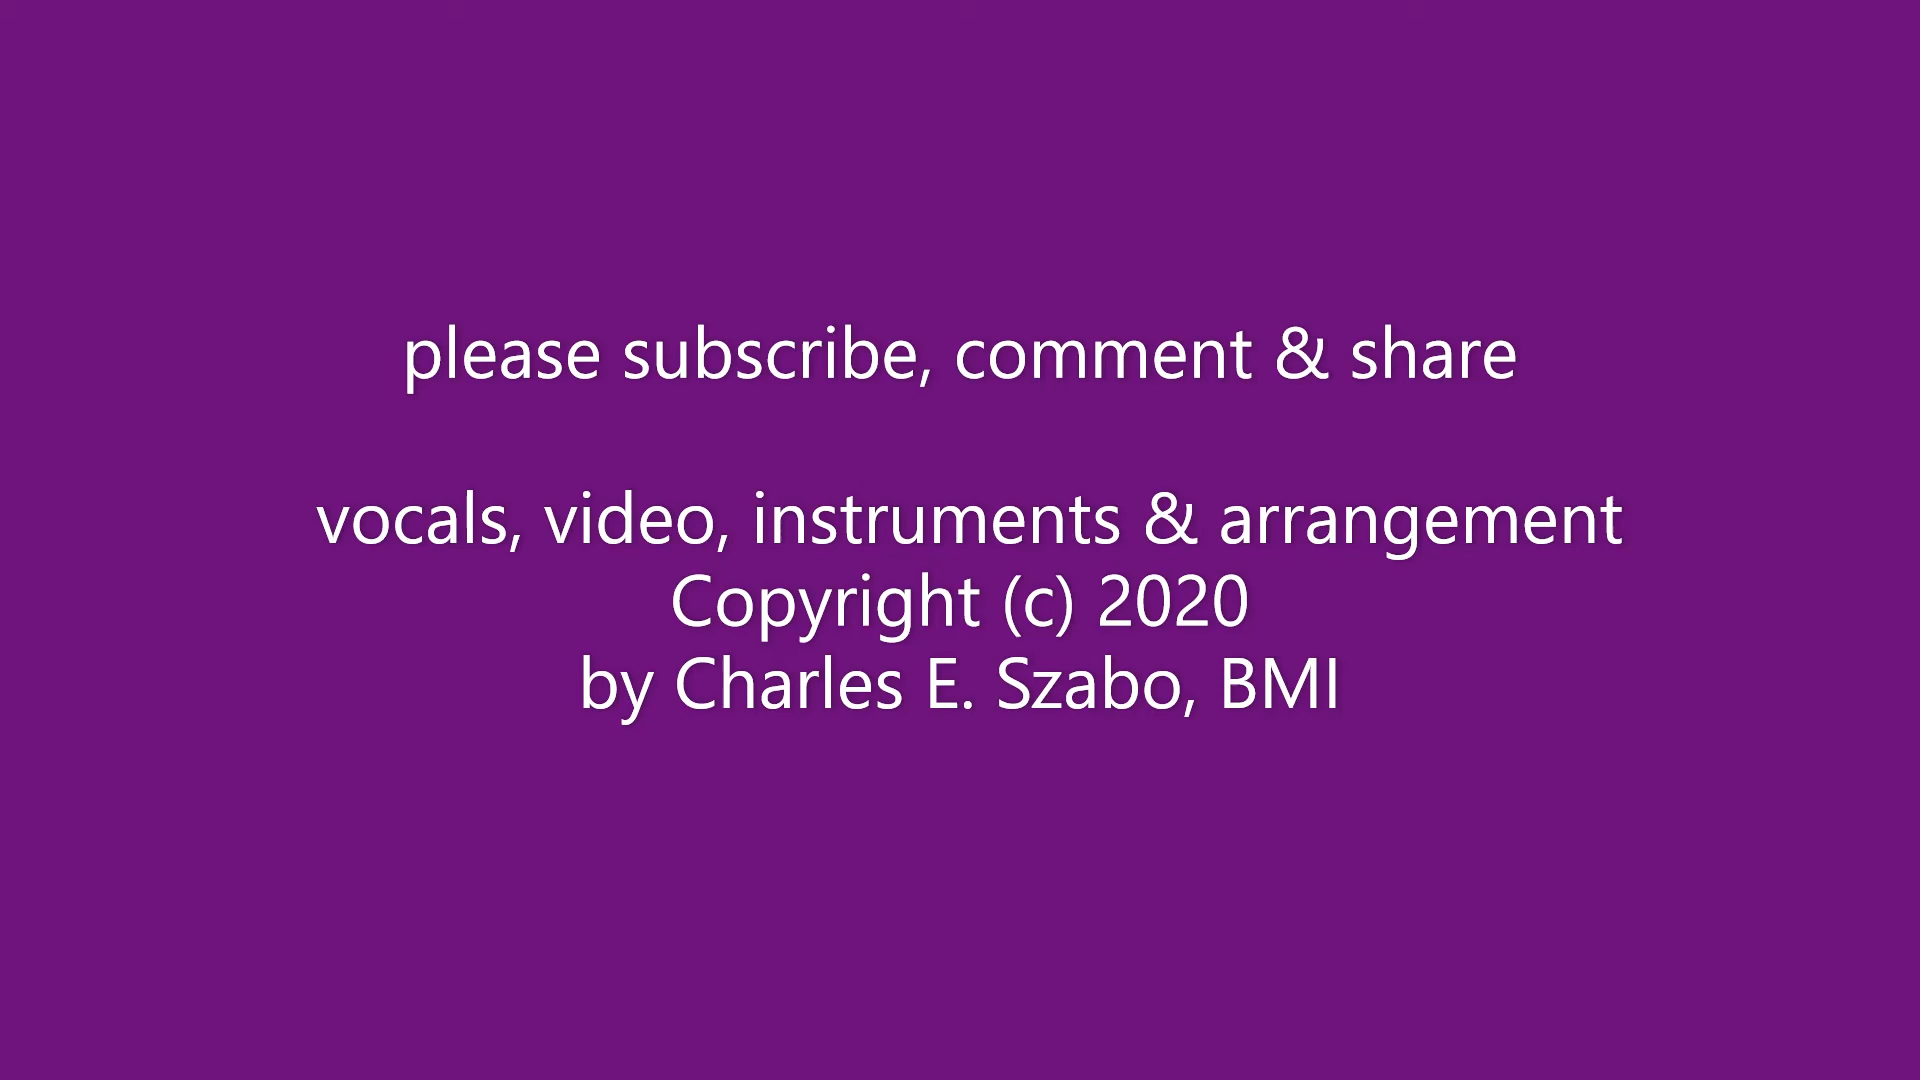 please subscribe, comment & share
vocals, video, instruments & arrangement
Copyright (c) 2020
by Charles E. Szabo, BMI